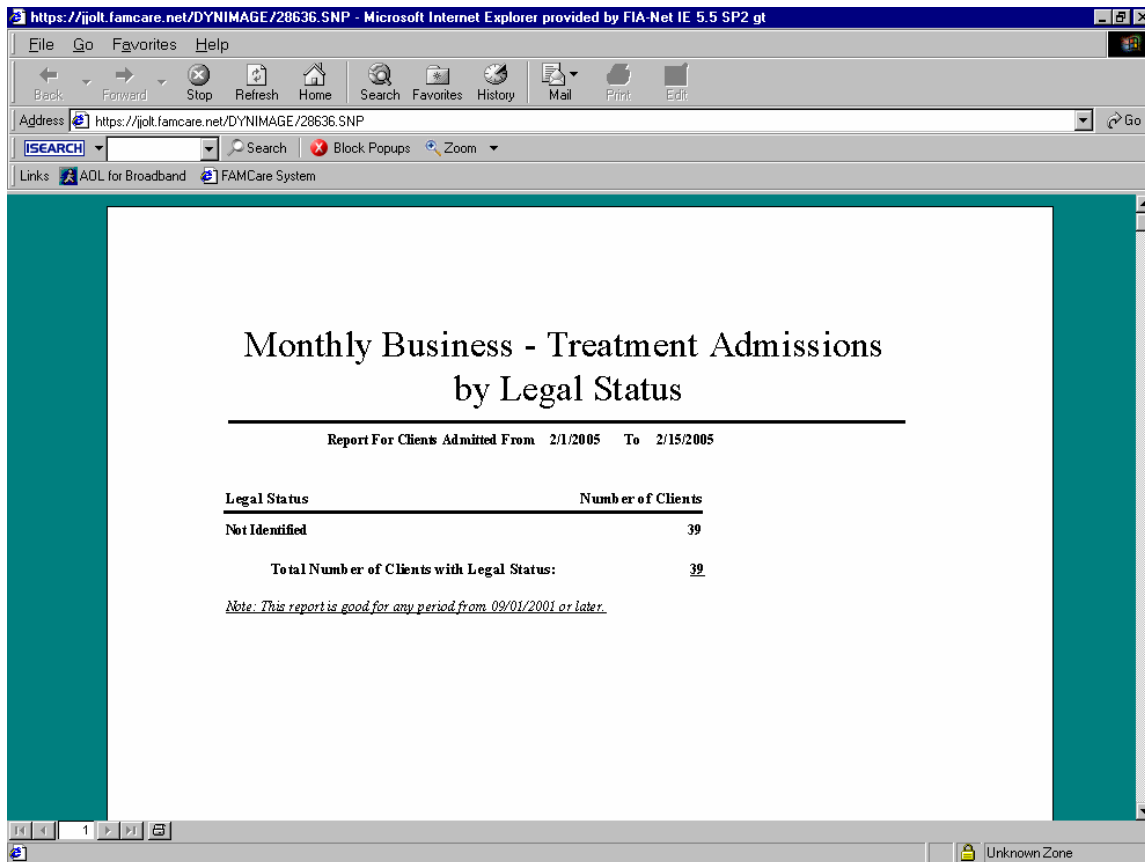 https://jjolt.famcare.net/DYNIMAGE/28636.SNP - Microsoft Internet Explorer provided by FIA-Net IE 5.5 SP2 gt
File Go Favorites Help
Back Forward Stop Refresh Home Search Favorites History Mail Print Edit
Address https://jjolt.famcare.net/DYNIMAGE/28636.SNP Go
ISEARCH Search Block Popups Zoom
Links AOL for Broadband FAMCare System
Monthly Business - Treatment Admissions
by Legal Status
Report For Clients Admitted From 2/1/2005 To 2/15/2005
Legal Status Number of Clients
Not Identified 39
Total Number of Clients with Legal Status: 39
Note: This report is good for any period from 09/01/2001 or later.
1
Unknown Zone